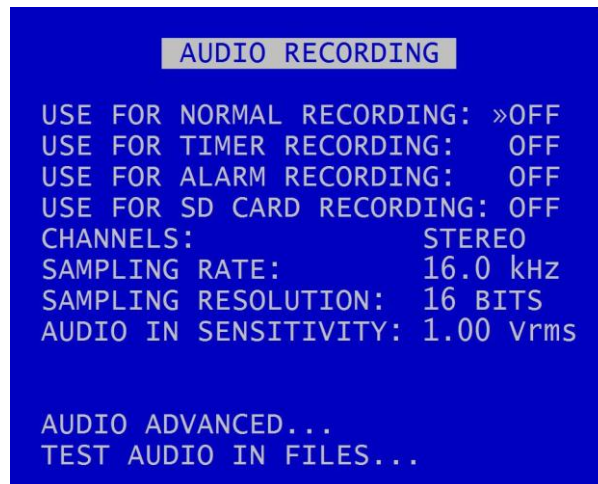 AUDIO RECORDING
USE FOR NORMAL RECORDING: »OFF
USE FOR TIMER RECORDING: OFF
USE FOR ALARM RECORDING: OFF
USE FOR SD CARD RECORDING: OFF
CHANNELS: STEREO
SAMPLING RATE: 16.0 kHz
SAMPLING RESOLUTION: 16 BITS
AUDIO IN SENSITIVITY: 1.00 Vrms
AUDIO ADVANCED...
TEST AUDIO IN FILES...